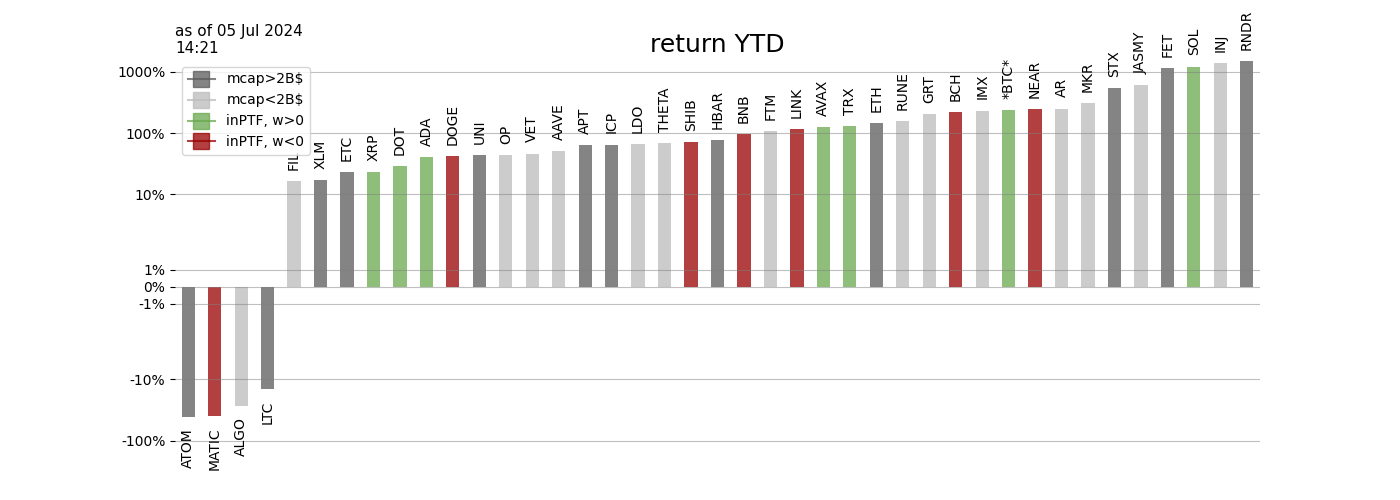 as of 05 Jul 2024
14:21
return YTD
mcap>2B$
mcap<2B$
inPTF, w>0
inPTF, w<0
1000%
100%
10%
1%
0%
-1%
-10%
-100%
ATOM
MATIC
ALGO
LTC
FIL
XLM
ETC
XRP
DOT
ADA
DOGE
UNI
OP
VET
AAVE
APT
ICP
LDO
THETA
SHIB
HBAR
BNB
FTM
LINK
AVAX
TRX
ETH
RUNE
GRT
BCH
IMX
*BTC*
NEAR
AR
MKR
STX
JASMY
FET
SOL
INJ
RNDR